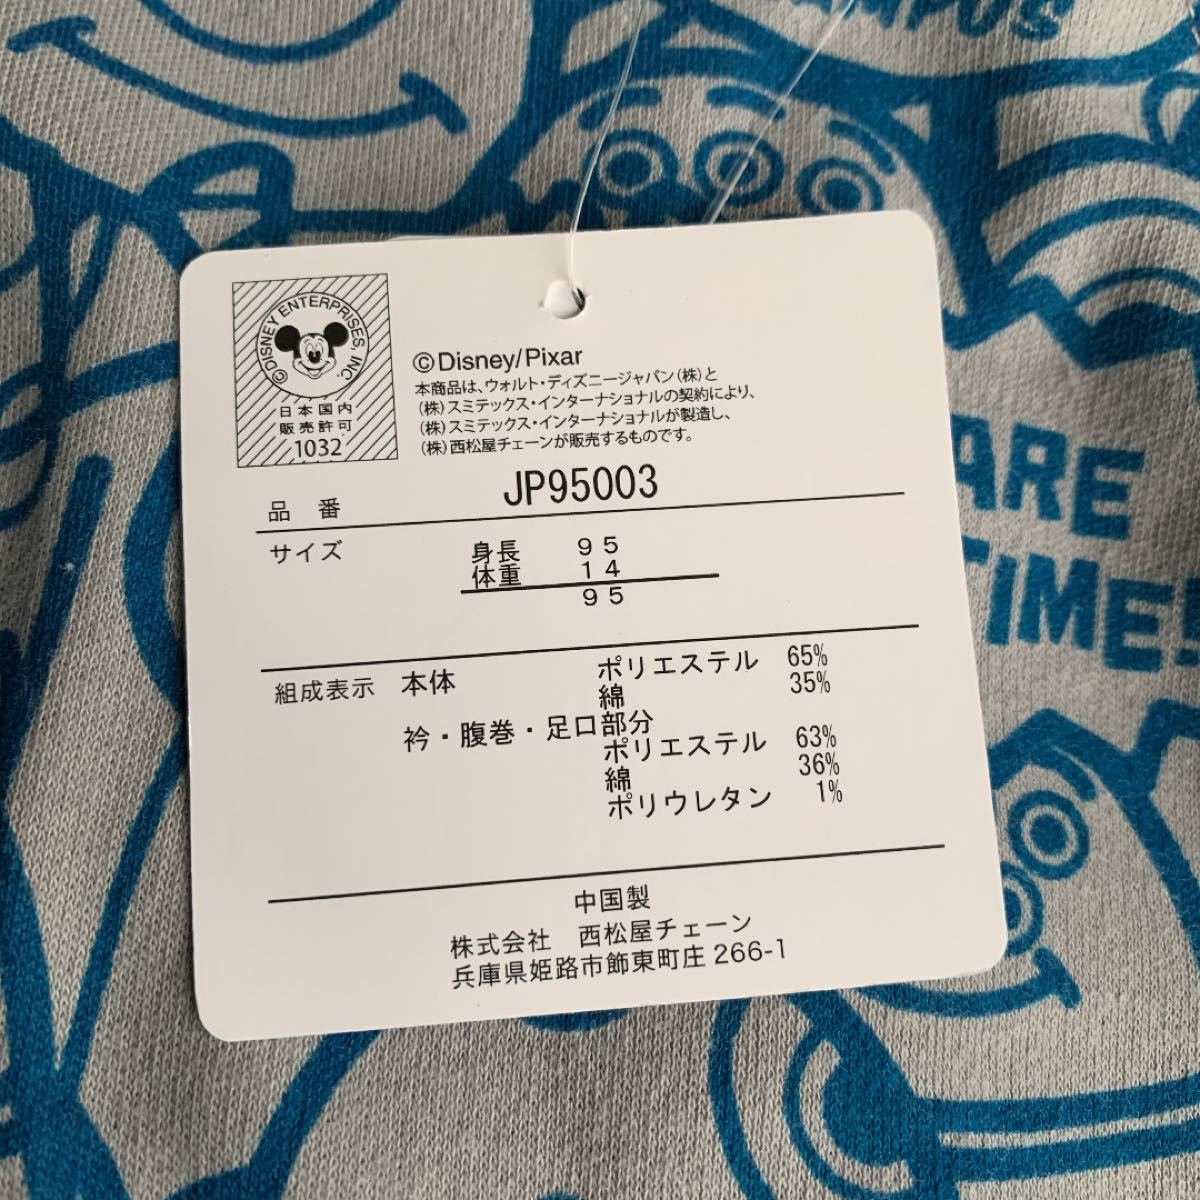 MPUS
© DISNEY ENTERPRISES, INC.
日本国内
販売許可
1032
©Disney/Pixar
本商品は、ウォルト・ディズニージャパン(株)と
(株)スミテックス・インターナショナルの契約により、
(株)スミテックス・インターナショナルが製造し、
(株)西松屋チェーンが販売するものです。
品 番 JP95003
サイズ 身長 95
体重 14
95
組成表示 本体 ポリエステル 65%
綿 35%
衿・腹巻・足口部分
ポリエステル 63%
綿 36%
ポリウレタン 1%
中国製
株式会社 西松屋チェーン
兵庫県姫路市飾東町庄 266-1
ARE
TIME!